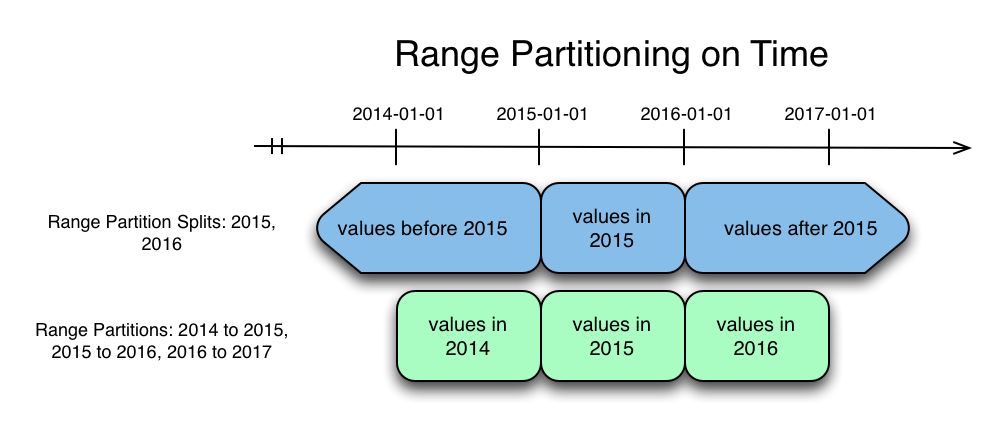 Range Partitioning on Time
2014-01-01
2015-01-01
2016-01-01
2017-01-01
Range Partition Splits: 2015,
2016
values before 2015
values in
2015
values after 2015
Range Partitions: 2014 to 2015,
2015 to 2016, 2016 to 2017
values in
2014
values in
2015
values in
2016